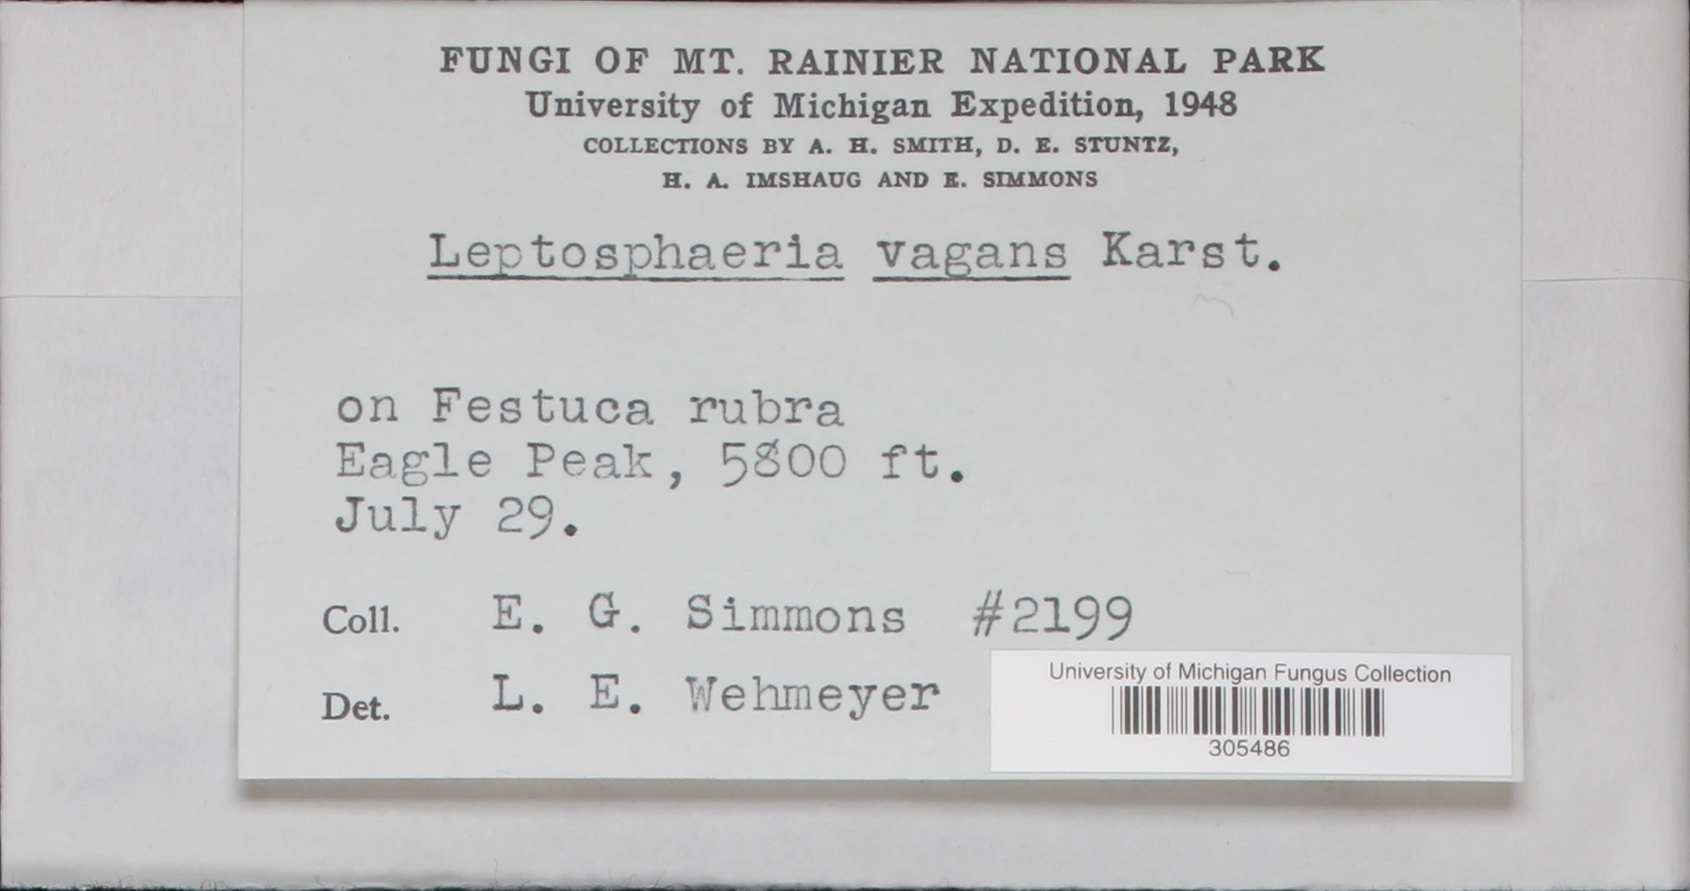 FUNGI OF MT. RAINIER NATIONAL PARK
University of Michigan Expedition, 1948
COLLECTIONS BY A. H. SMITH, D. E. STUNTZ,
H. A. IMSHAUG AND E. SIMMONS
Leptosphaeria vagans Karst.
on Festuca rubra
Eagle Peak, 5800 ft.
July 29.
Coll. E. G. Simmons #2199
Det. L. E. Wehmeyer
University of Michigan Fungus Collection
305486